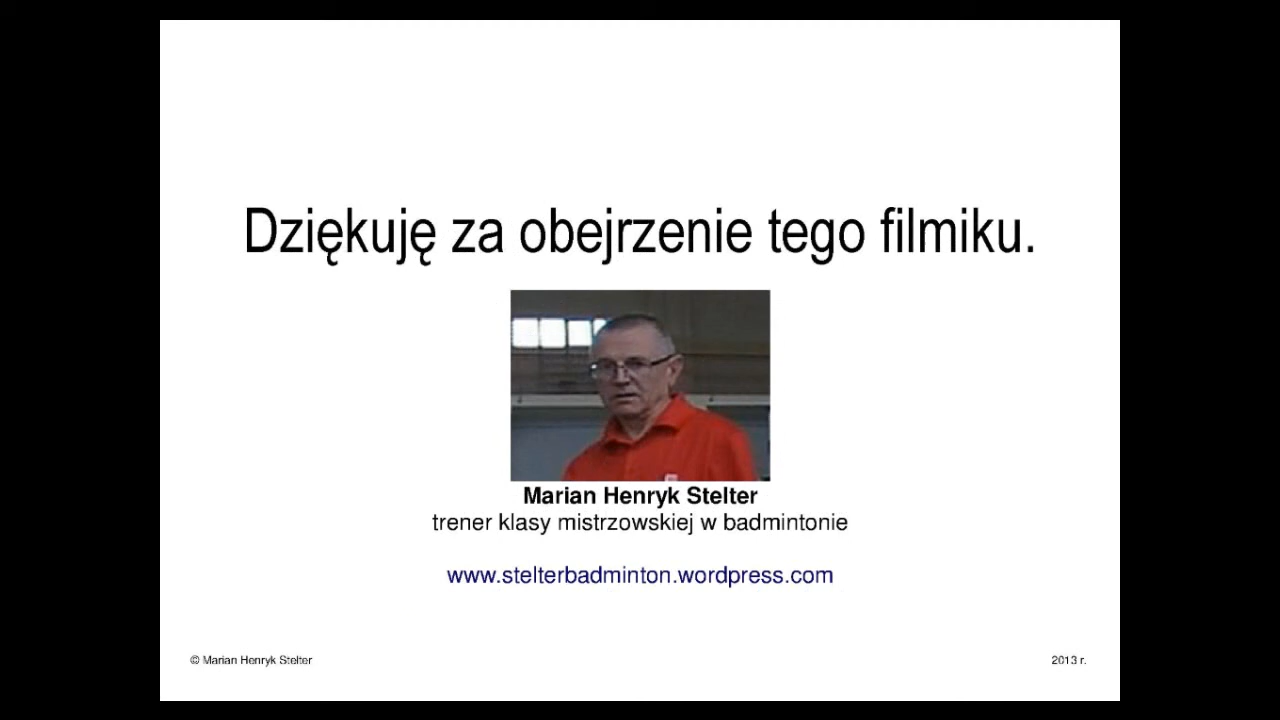 Dziękuję za obejrzenie tego filmiku.
Marian Henryk Stelter
trener klasy mistrzowskiej w badmintonie
www.stelterbadminton.wordpress.com
© Marian Henryk Stelter
2013 r.